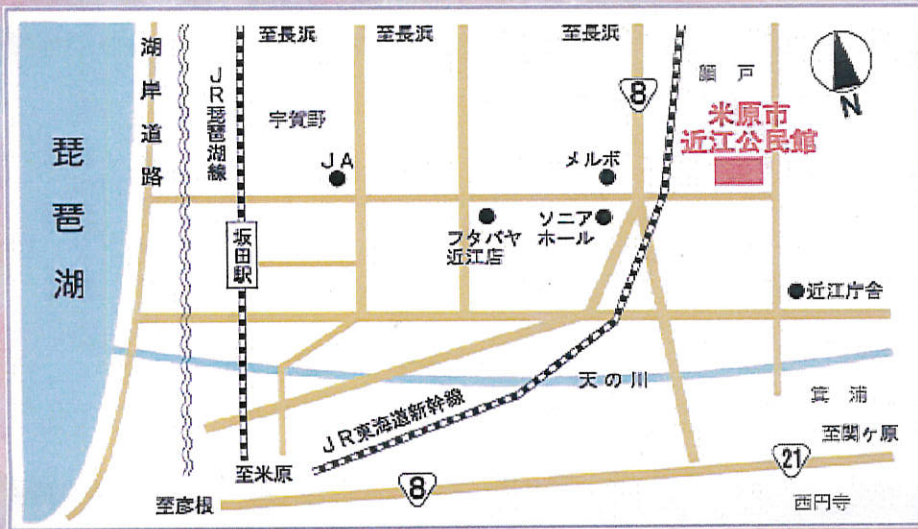 至長浜
至長浜
至長浜
湖岸道路
JR琵琶湖線
宇賀野
8
顔戸
N
米原市
近江公民館
琵琶湖
JA
メルボ
坂田駅
フタバヤ
近江店
ソニア
ホール
近江庁舎
天の川
箕浦
JR東海道新幹線
至関ヶ原
至米原
21
8
至彦根
西円寺